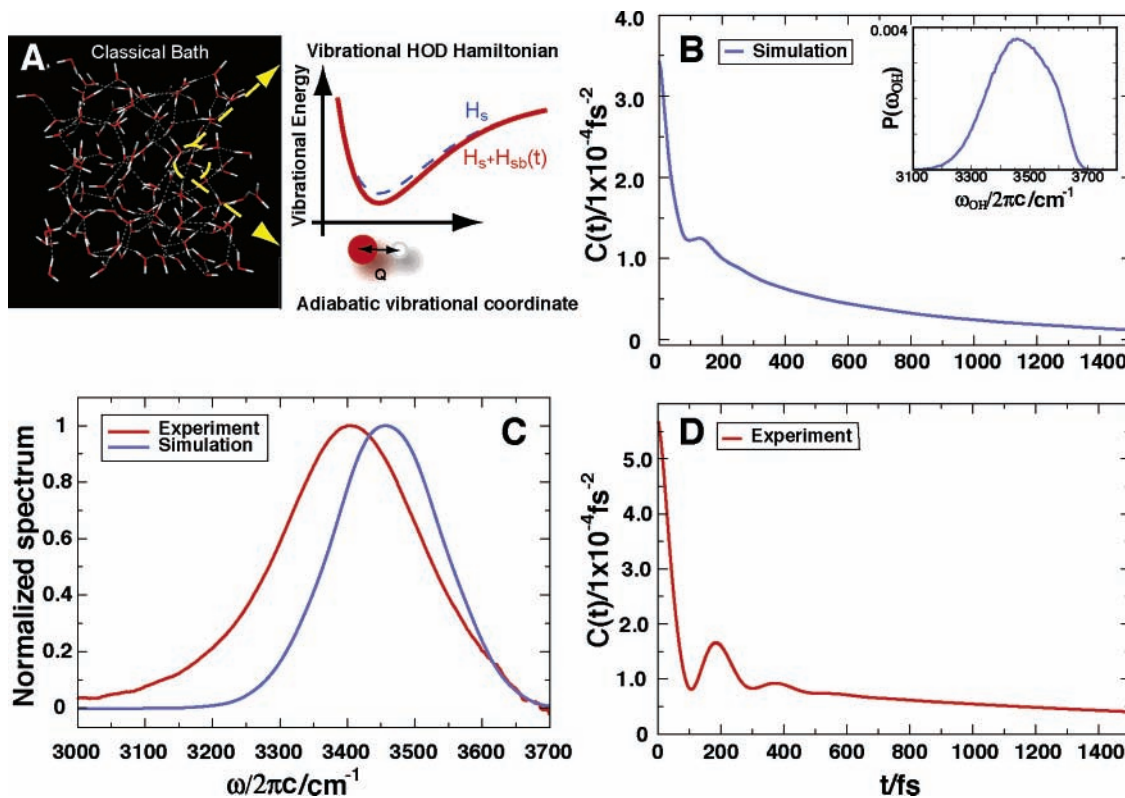 A
Classical Bath
Vibrational HOD Hamiltonian
Vibrational Energy
Hs
Hs+Hsb(t)
Q
Adiabatic vibrational coordinate
B
Simulation
C(t)/1x10-4fs-2
4.0
3.0
2.0
1.0
0
0 200 400 600 800 1000 1200 1400
0.004
P(ωOH)
3100 3300 3500 3700
ωOH/2πc/cm-1
C
Experiment
Simulation
Normalized spectrum
1
0.8
0.6
0.4
0.2
0
3000 3100 3200 3300 3400 3500 3600 3700
ω/2πc/cm-1
D
Experiment
C(t)/1x10-4fs-2
5.0
4.0
3.0
2.0
1.0
0
0 200 400 600 800 1000 1200 1400
t/fs